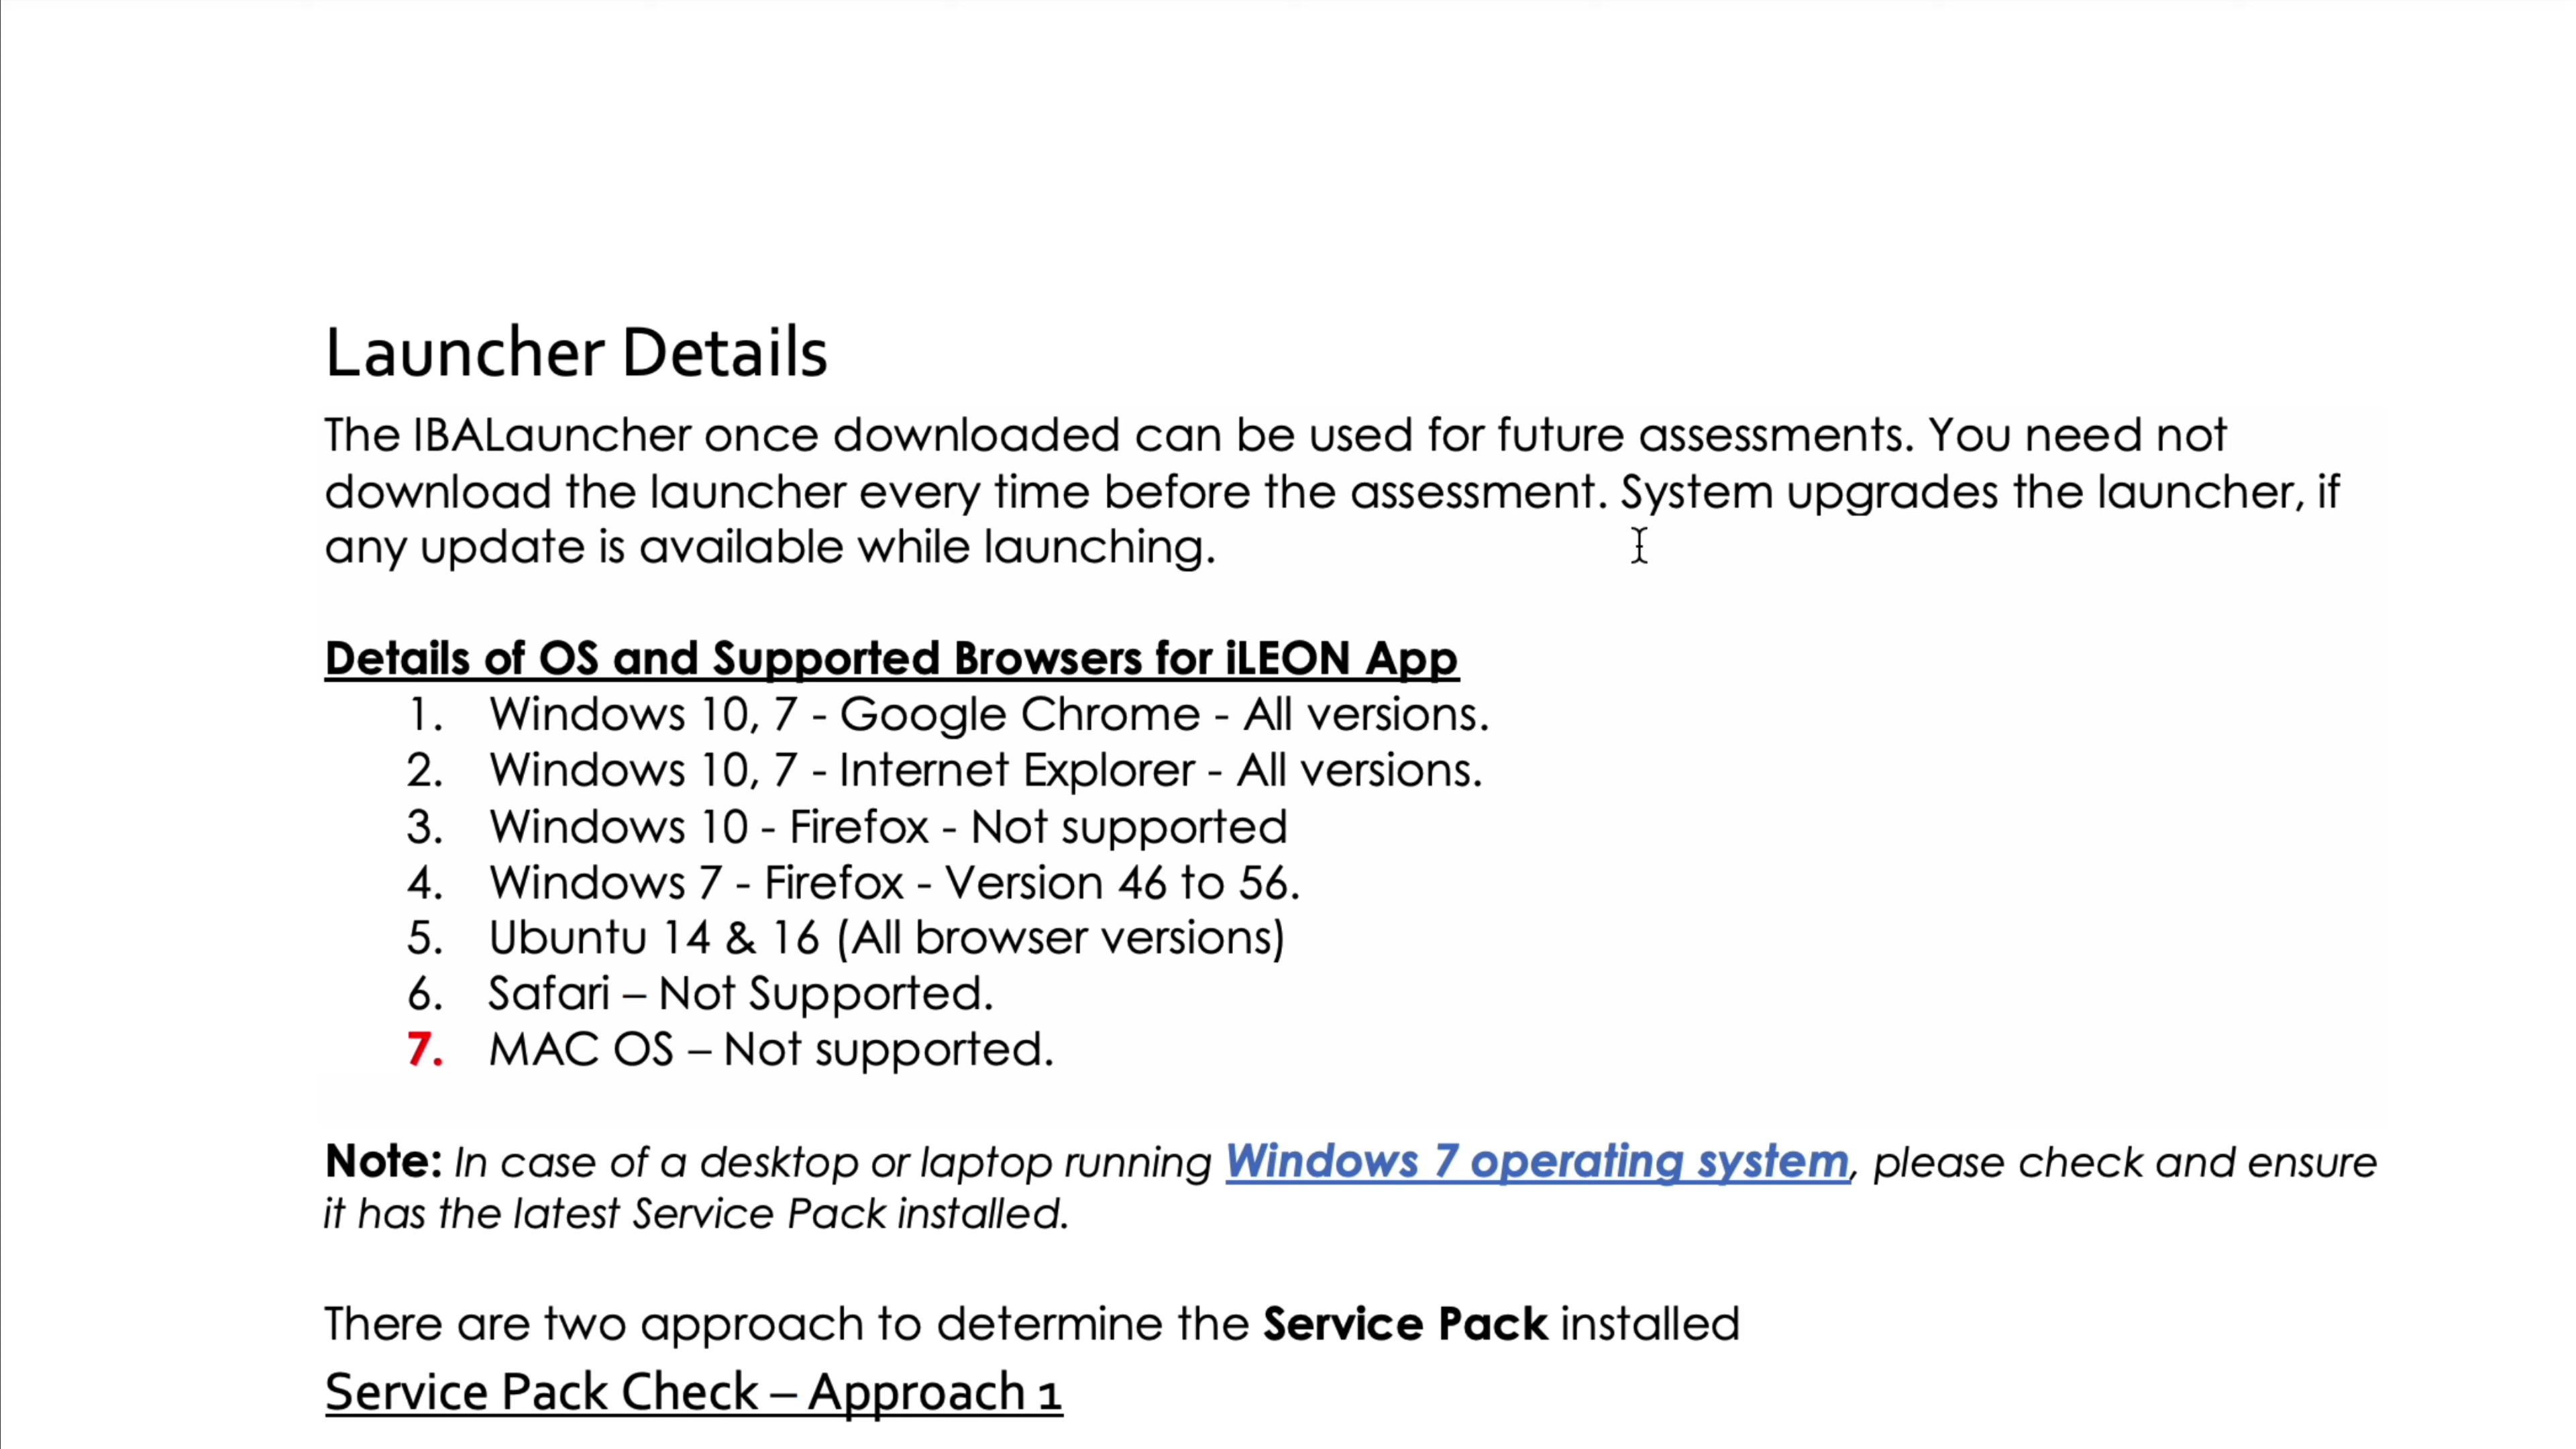 Launcher Details
The IBALauncher once downloaded can be used for future assessments. You need not
download the launcher every time before the assessment. System upgrades the launcher, if
any update is available while launching.
Details of OS and Supported Browsers for iLEON App
1. Windows 10, 7 - Google Chrome - All versions.
2. Windows 10, 7 - Internet Explorer - All versions.
3. Windows 10 - Firefox - Not supported
4. Windows 7 - Firefox - Version 46 to 56.
5. Ubuntu 14 & 16 (All browser versions)
6. Safari – Not Supported.
7. MAC OS – Not supported.
Note: In case of a desktop or laptop running Windows 7 operating system, please check and ensure
it has the latest Service Pack installed.
There are two approach to determine the Service Pack installed
Service Pack Check – Approach 1